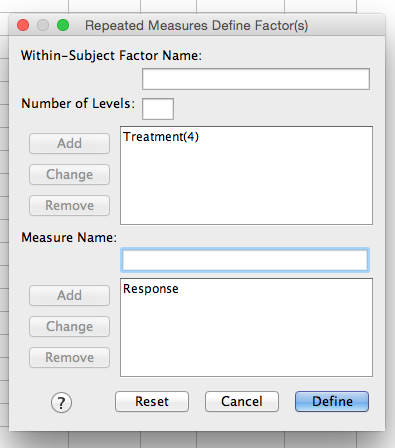 Repeated Measures Define Factor(s)
Within-Subject Factor Name:
Number of Levels:
Add
Change
Remove
Treatment(4)
Measure Name:
Add
Change
Remove
Response
?
Reset
Cancel
Define